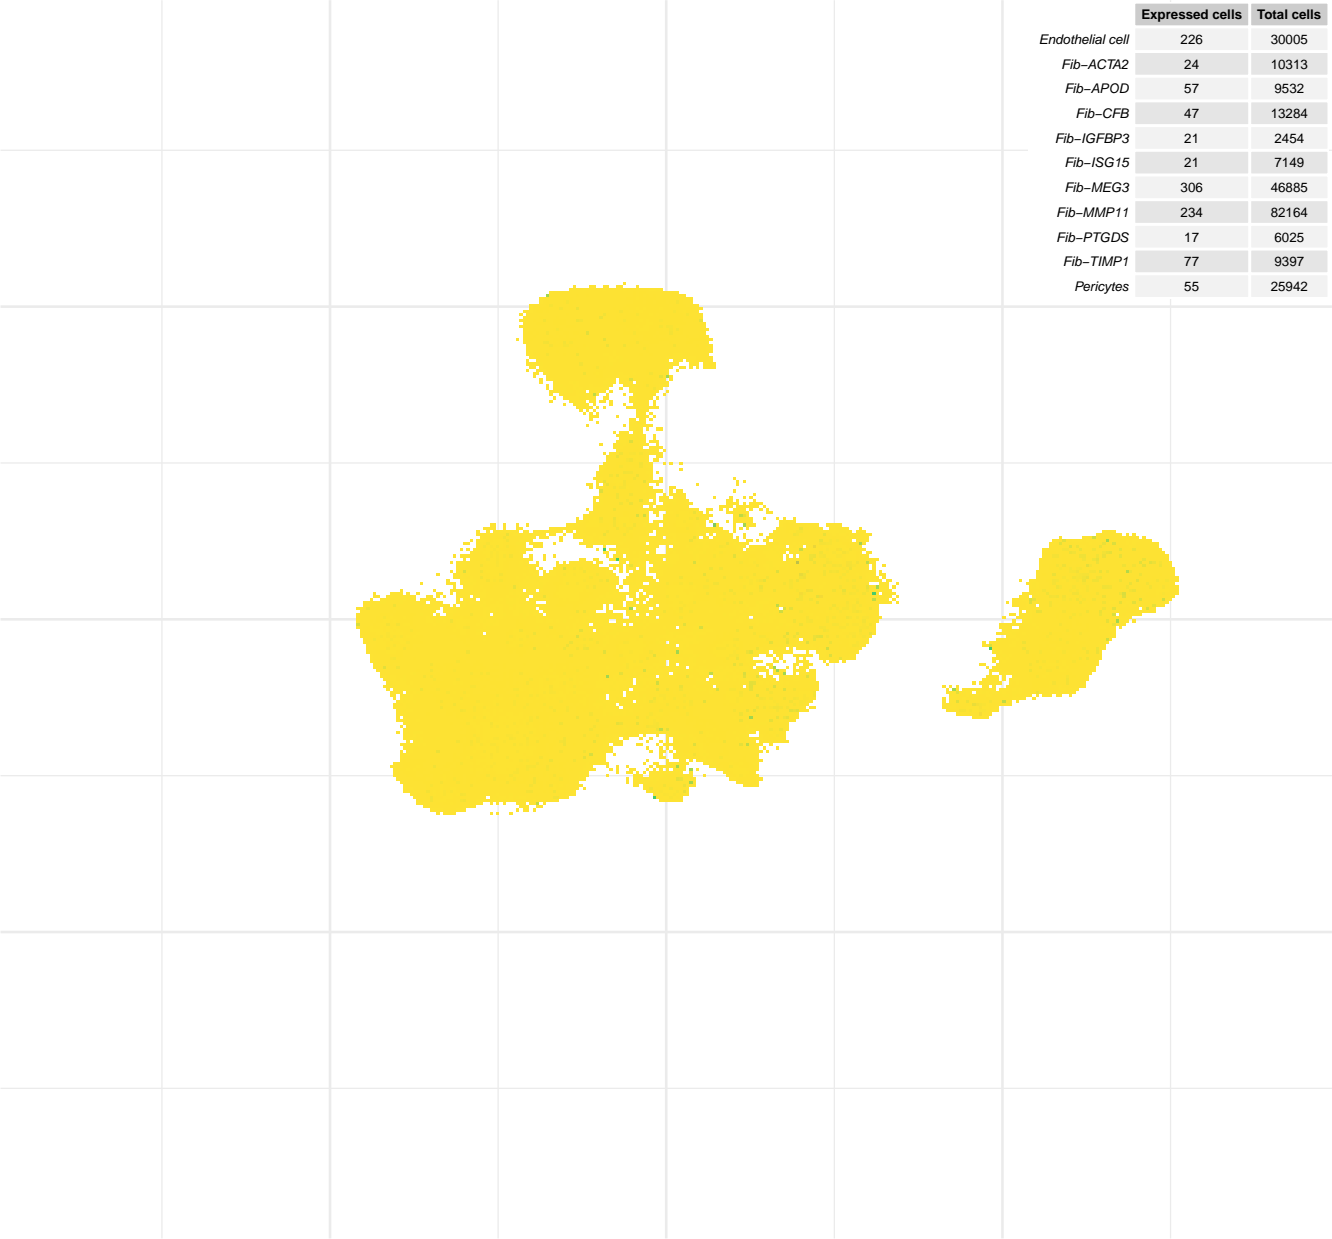 Expressed cells Total cells
Endothelial cell 226 30005
Fib−ACTA2 24 10313
Fib−APOD 57 9532
Fib−CFB 47 13284
Fib−IGFBP3 21 2454
Fib−ISG15 21 7149
Fib−MEG3 306 46885
Fib−MMP11 234 82164
Fib−PTGDS 17 6025
Fib−TIMP1 77 9397
Pericytes 55 25942